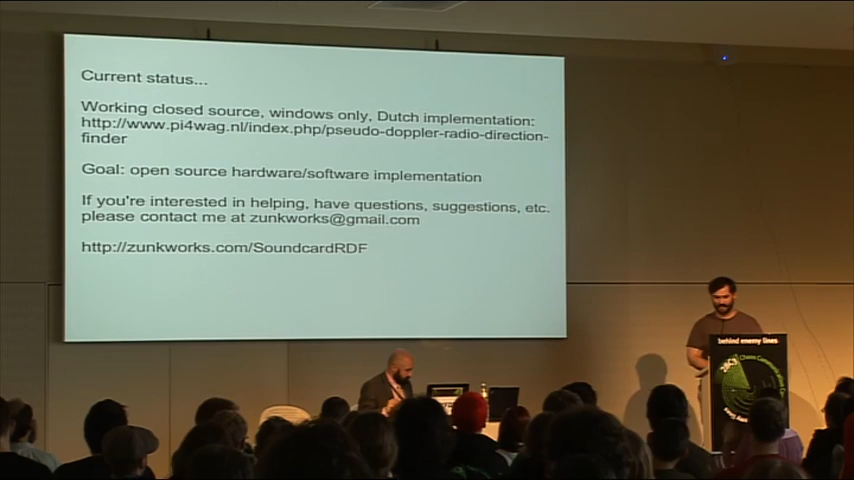 Current status...
Working closed source, windows only, Dutch implementation:
http://www.pi4wag.nl/index.php/pseudo-doppler-radio-direction-
finder
Goal: open source hardware/software implementation
If you're interested in helping, have questions, suggestions, etc.
please contact me at zunkworks@gmail.com
http://zunkworks.com/SoundcardRDF
behind enemy lines
28C3